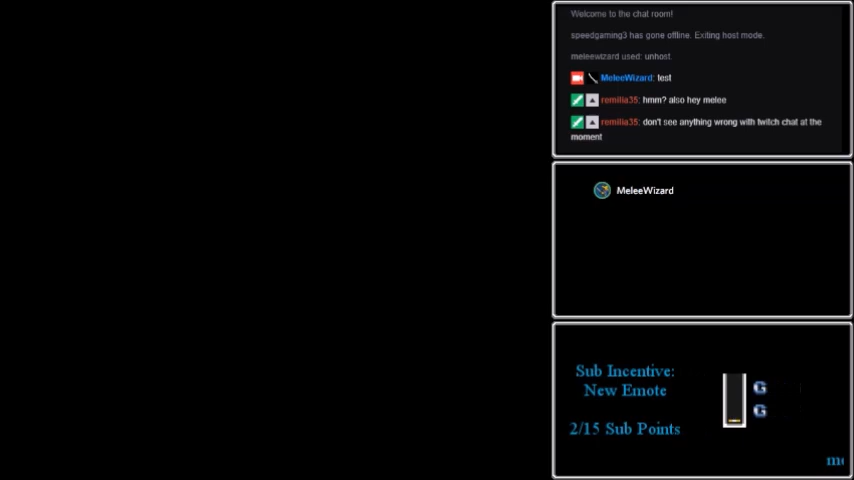 Welcome to the chat room!
speedgaming3 has gone offline. Exiting host mode.
meleewizard used: unhost.
MeleeWizard: test
remilia35: hmm? also hey melee
remilia35: don't see anything wrong with twitch chat at the
moment
MeleeWizard
Sub Incentive:
New Emote
2/15 Sub Points
G
G